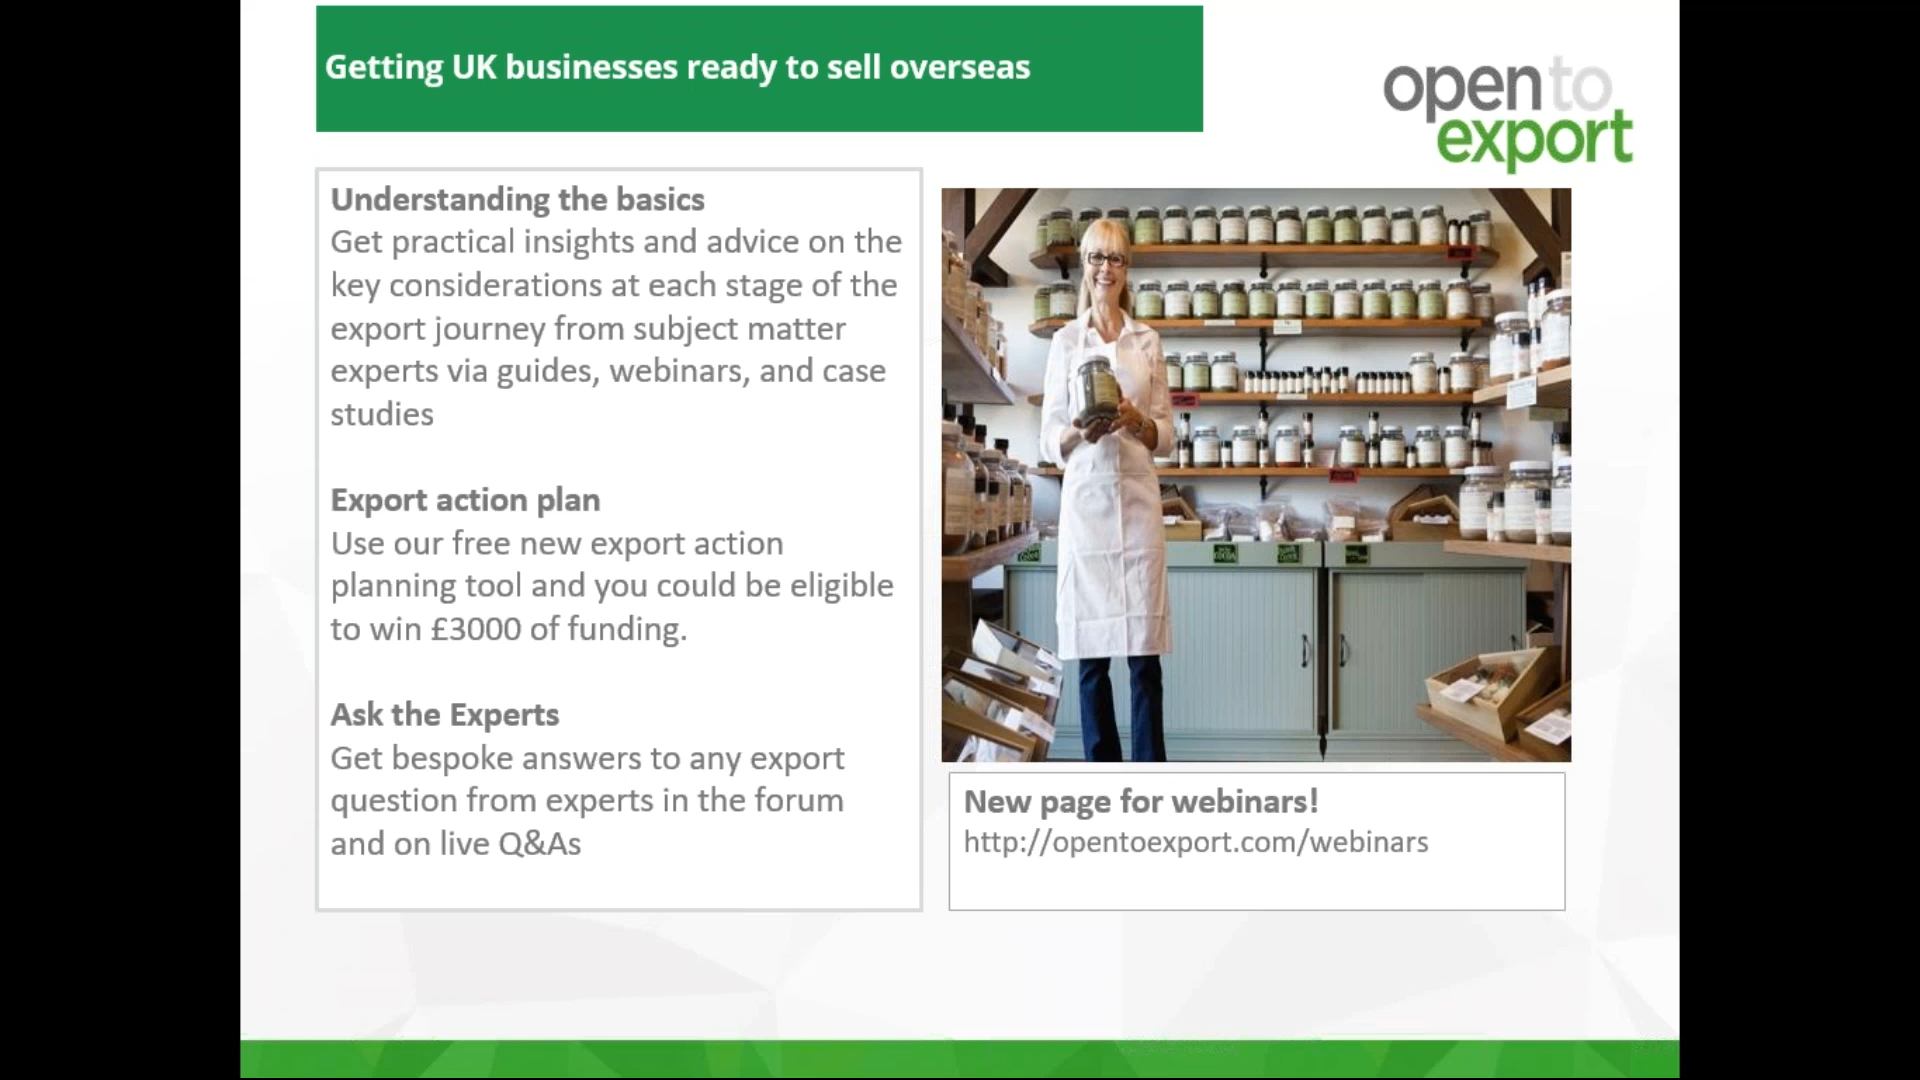 Getting UK businesses ready to sell overseas
open to
export
Understanding the basics
Get practical insights and advice on the
key considerations at each stage of the
export journey from subject matter
experts via guides, webinars, and case
studies
Export action plan
Use our free new export action
planning tool and you could be eligible
to win £3000 of funding.
Ask the Experts
Get bespoke answers to any export
question from experts in the forum
and on live Q&As
New page for webinars!
http://opentoexport.com/webinars